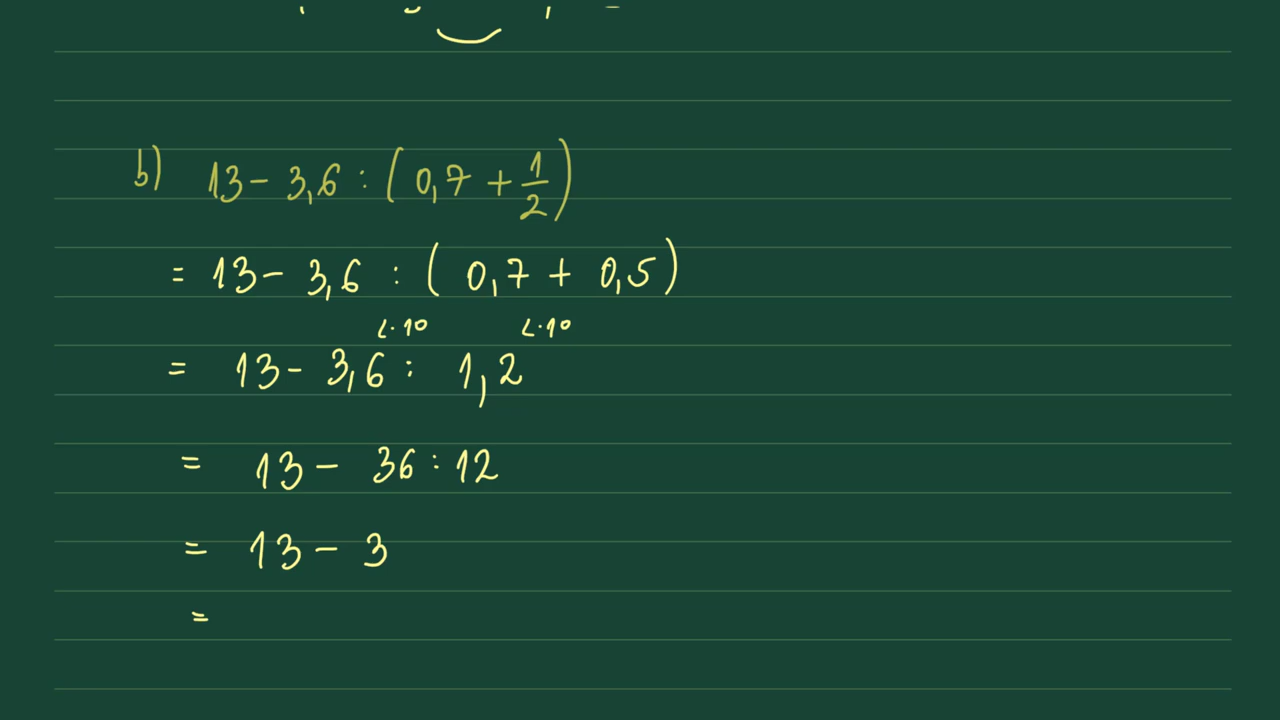 b) 13 - 3,6 : (0,7 + 1/2)
= 13 - 3,6 : ( 0,7 + 0,5 )
<·10 <·10
= 13 - 3,6 : 1,2
= 13 - 36 : 12
= 13 - 3
=